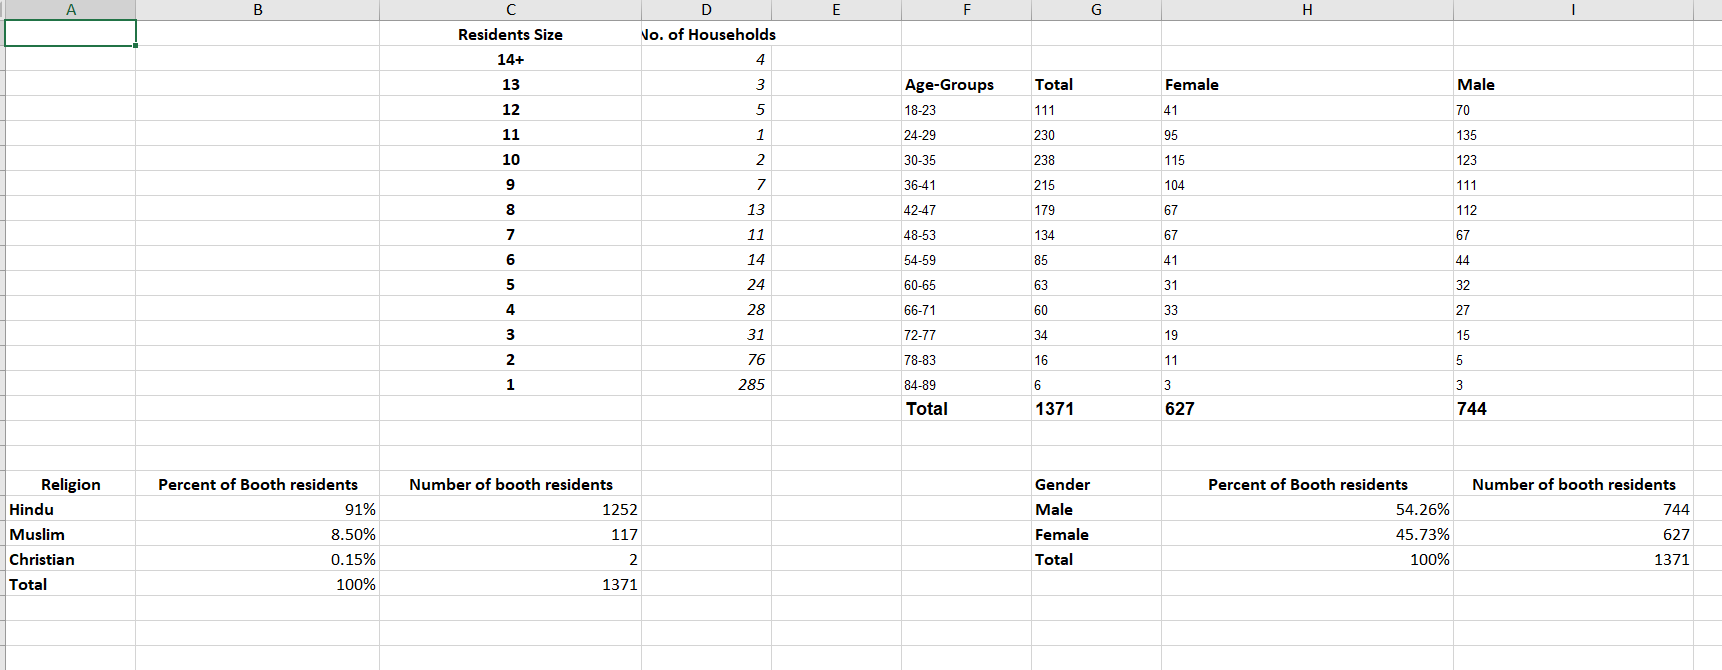 A B C D E F G H I
Residents Size No. of Households
14+ 4
13 3 Age-Groups Total Female Male
12 5 18-23 111 41 70
11 1 24-29 230 95 135
10 2 30-35 238 115 123
9 7 36-41 215 104 111
8 13 42-47 179 67 112
7 11 48-53 134 67 67
6 14 54-59 85 41 44
5 24 60-65 63 31 32
4 28 66-71 60 33 27
3 31 72-77 34 19 15
2 76 78-83 16 11 5
1 285 84-89 6 3 3
Total 1371 627 744
Religion Percent of Booth residents Number of booth residents Gender Percent of Booth residents Number of booth residents
Hindu 91% 1252 Male 54.26% 744
Muslim 8.50% 117 Female 45.73% 627
Christian 0.15% 2 Total 100% 1371
Total 100% 1371